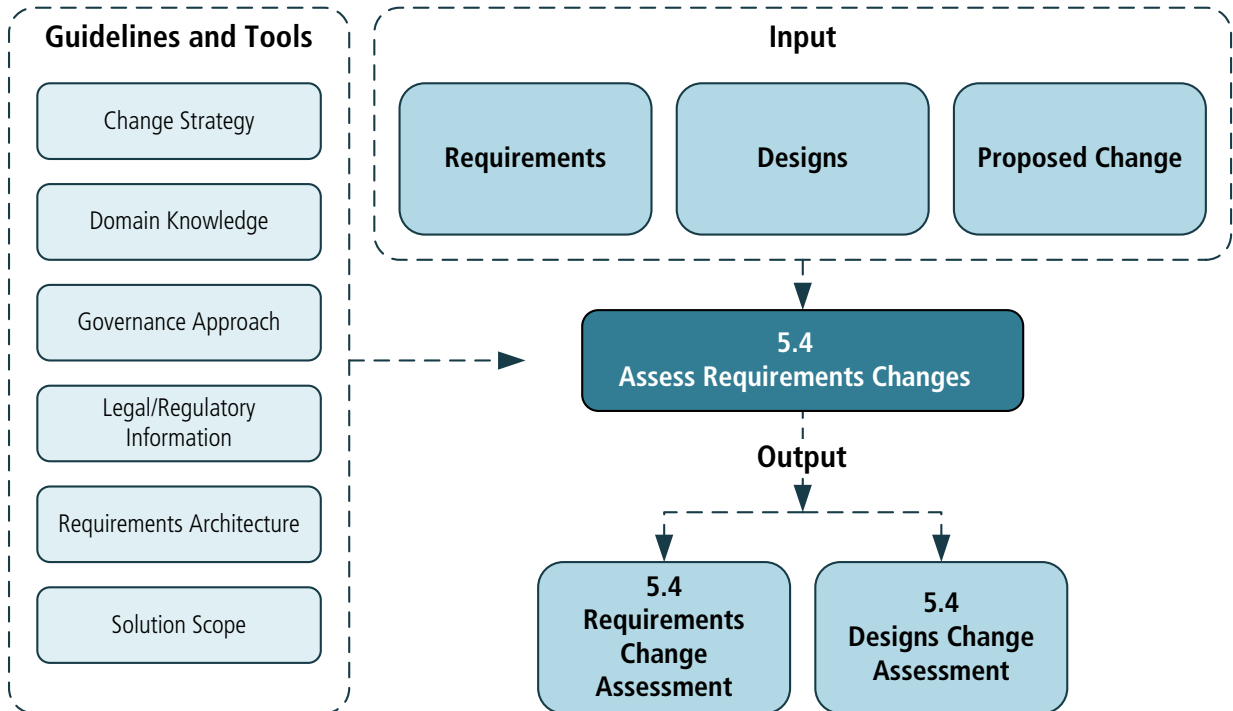 Guidelines and Tools
Change Strategy
Domain Knowledge
Governance Approach
Legal/Regulatory
Information
Requirements Architecture
Solution Scope
Input
Requirements
Designs
Proposed Change
5.4
Assess Requirements Changes
Output
5.4
Requirements
Change
Assessment
5.4
Designs Change
Assessment